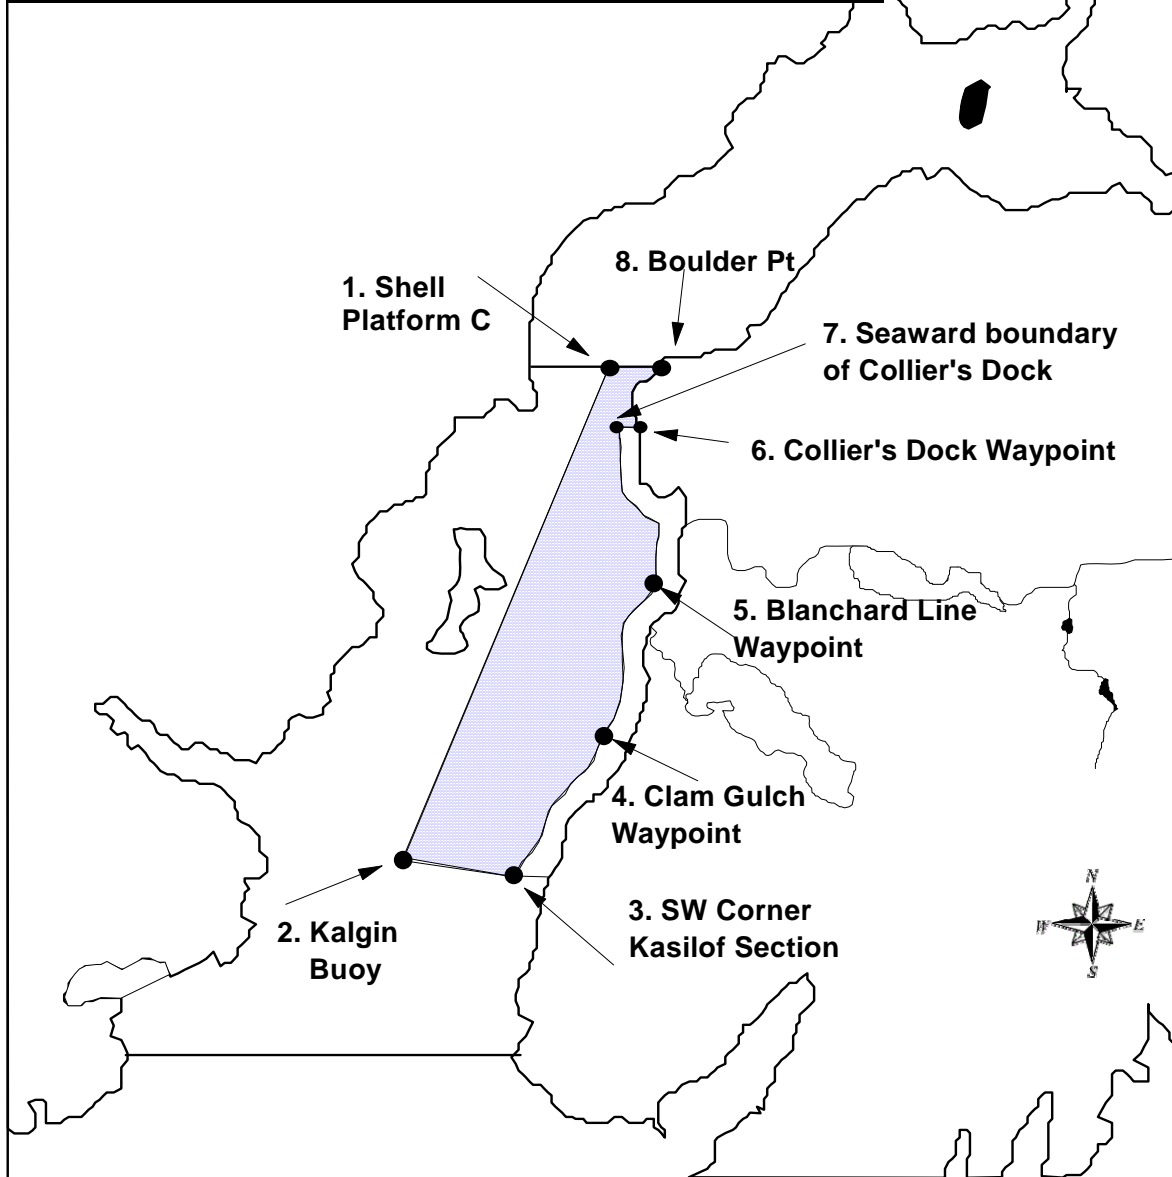 8. Boulder Pt
1. Shell
Platform C
7. Seaward boundary
of Collier's Dock
6. Collier's Dock Waypoint
5. Blanchard Line
Waypoint
4. Clam Gulch
Waypoint
3. SW Corner
Kasilof Section
2. Kalgin
Buoy
N
W E
S